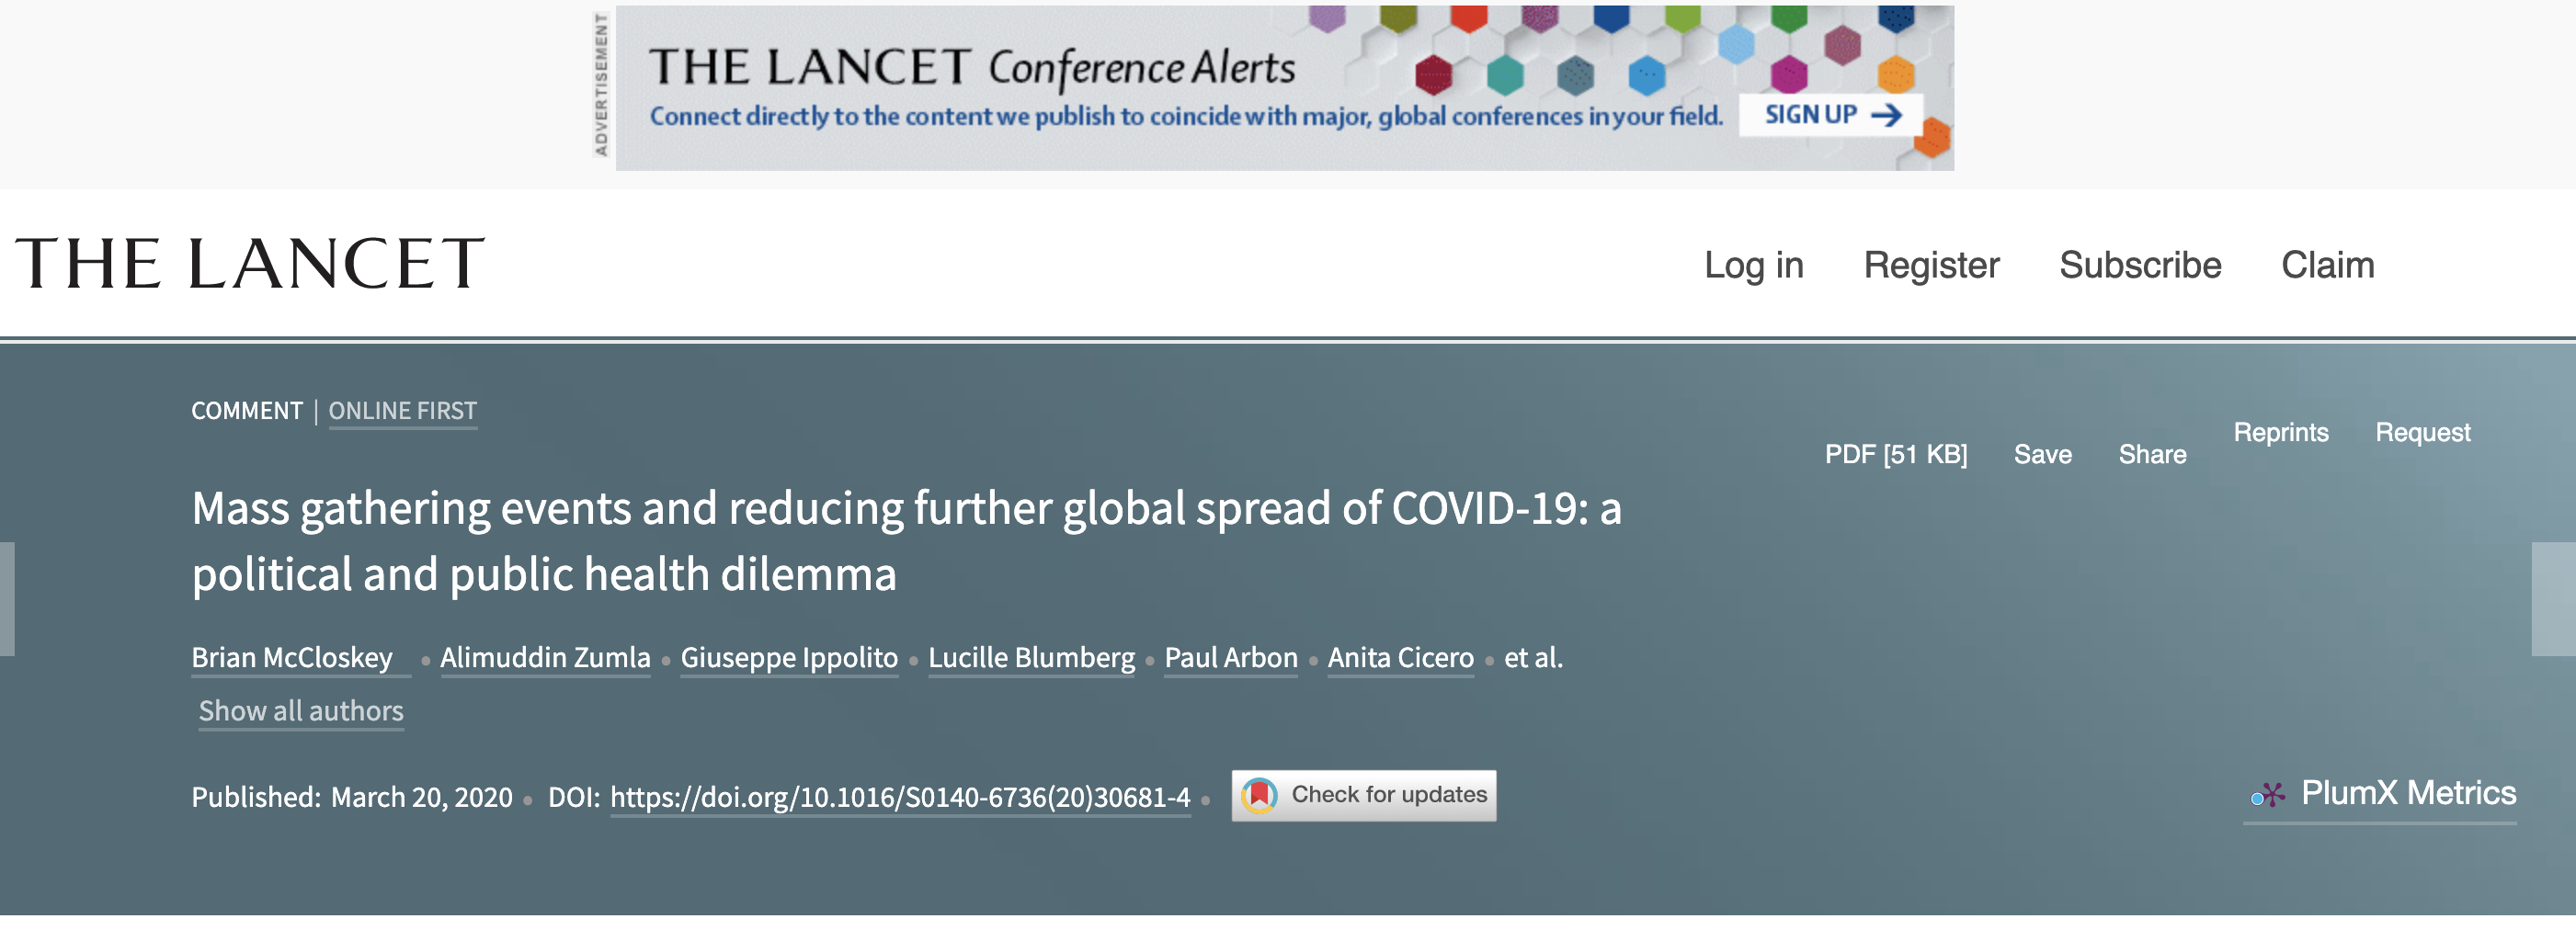 ADVERTISEMENT
THE LANCET Conference Alerts
Connect directly to the content we publish to coincide with major, global conferences in your field.
SIGN UP →
THE LANCET
Log in Register Subscribe Claim
COMMENT | ONLINE FIRST
PDF [51 KB] Save Share Reprints Request
Mass gathering events and reducing further global spread of COVID-19: a
political and public health dilemma
Brian McCloskey • Alimuddin Zumla • Giuseppe Ippolito • Lucille Blumberg • Paul Arbon • Anita Cicero • et al.
Show all authors
Published: March 20, 2020 • DOI: https://doi.org/10.1016/S0140-6736(20)30681-4 • Check for updates
PlumX Metrics